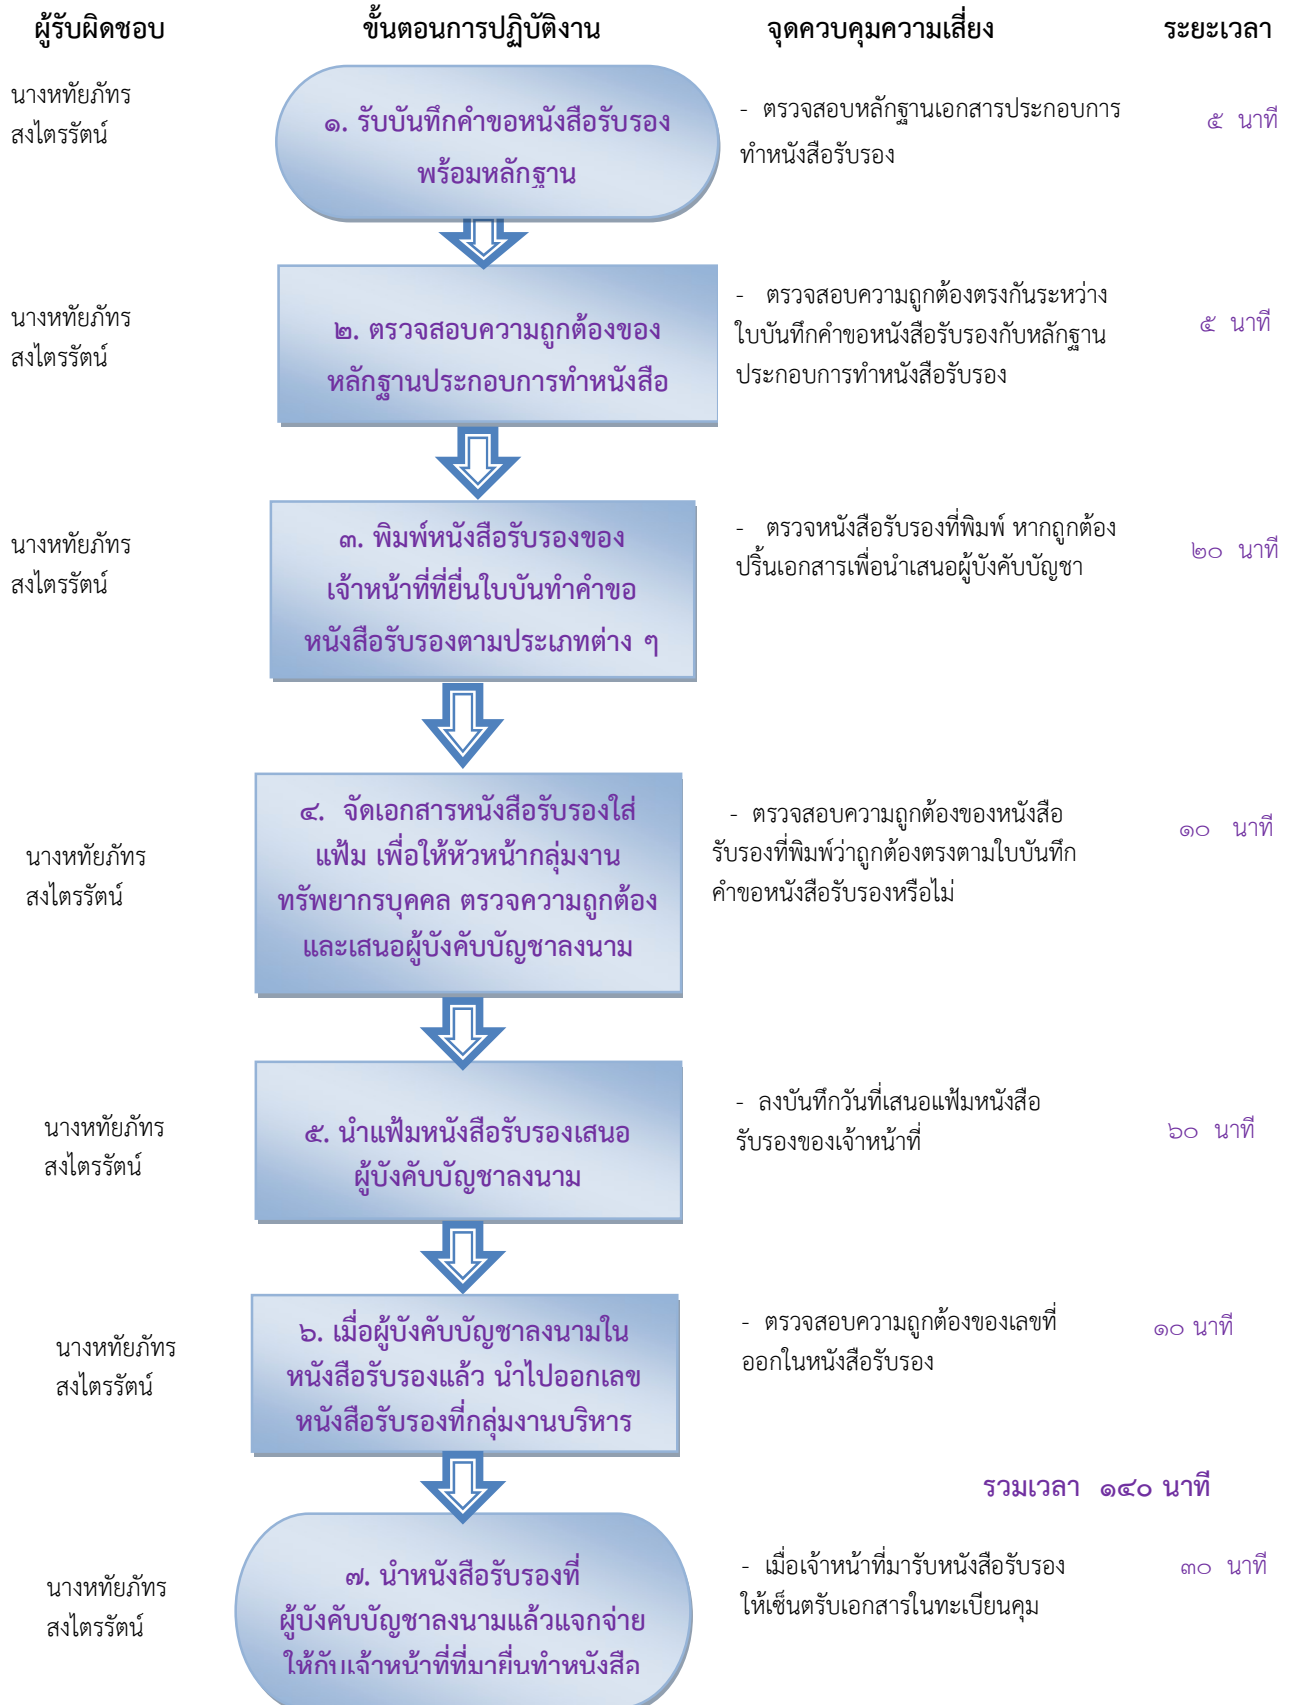 ผู้รับผิดชอบ ขั้นตอนการปฏิบัติงาน จุดควบคุมความเสี่ยง ระยะเวลา
นางหทัยภัทร
สงไตรรัตน์
๑. รับบันทึกคำขอหนังสือรับรอง
พร้อมหลักฐาน
- ตรวจสอบหลักฐานเอกสารประกอบการ
ทำหนังสือรับรอง
๕ นาที
นางหทัยภัทร
สงไตรรัตน์
๒. ตรวจสอบความถูกต้องของ
หลักฐานประกอบการทำหนังสือ
- ตรวจสอบความถูกต้องตรงกันระหว่าง
ใบบันทึกคำขอหนังสือรับรองกับหลักฐาน
ประกอบการทำหนังสือรับรอง
๕ นาที
นางหทัยภัทร
สงไตรรัตน์
๓. พิมพ์หนังสือรับรองของ
เจ้าหน้าที่ที่ยื่นใบบันทำคำขอ
หนังสือรับรองตามประเภทต่าง ๆ
- ตรวจหนังสือรับรองที่พิมพ์ หากถูกต้อง
ปริ้นเอกสารเพื่อนำเสนอผู้บังคับบัญชา
๒๐ นาที
นางหทัยภัทร
สงไตรรัตน์
๔. จัดเอกสารหนังสือรับรองใส่
แฟ้ม เพื่อให้หัวหน้ากลุ่มงาน
ทรัพยากรบุคคล ตรวจความถูกต้อง
และเสนอผู้บังคับบัญชาลงนาม
- ตรวจสอบความถูกต้องของหนังสือ
รับรองที่พิมพ์ว่าถูกต้องตรงตามใบบันทึก
คำขอหนังสือรับรองหรือไม่
๑๐ นาที
นางหทัยภัทร
สงไตรรัตน์
๕. นำแฟ้มหนังสือรับรองเสนอ
ผู้บังคับบัญชาลงนาม
- ลงบันทึกวันที่เสนอแฟ้มหนังสือ
รับรองของเจ้าหน้าที่
๖๐ นาที
นางหทัยภัทร
สงไตรรัตน์
๖. เมื่อผู้บังคับบัญชาลงนามใน
หนังสือรับรองแล้ว นำไปออกเลข
หนังสือรับรองที่กลุ่มงานบริหาร
- ตรวจสอบความถูกต้องของเลขที่
ออกในหนังสือรับรอง
๑๐ นาที
รวมเวลา ๑๔๐ นาที
นางหทัยภัทร
สงไตรรัตน์
๗. นำหนังสือรับรองที่
ผู้บังคับบัญชาลงนามแล้วแจกจ่าย
ให้กับเจ้าหน้าที่ที่มายื่นทำหนังสือ
- เมื่อเจ้าหน้าที่มารับหนังสือรับรอง
ให้เซ็นตรับเอกสารในทะเบียนคุม
๓๐ นาที